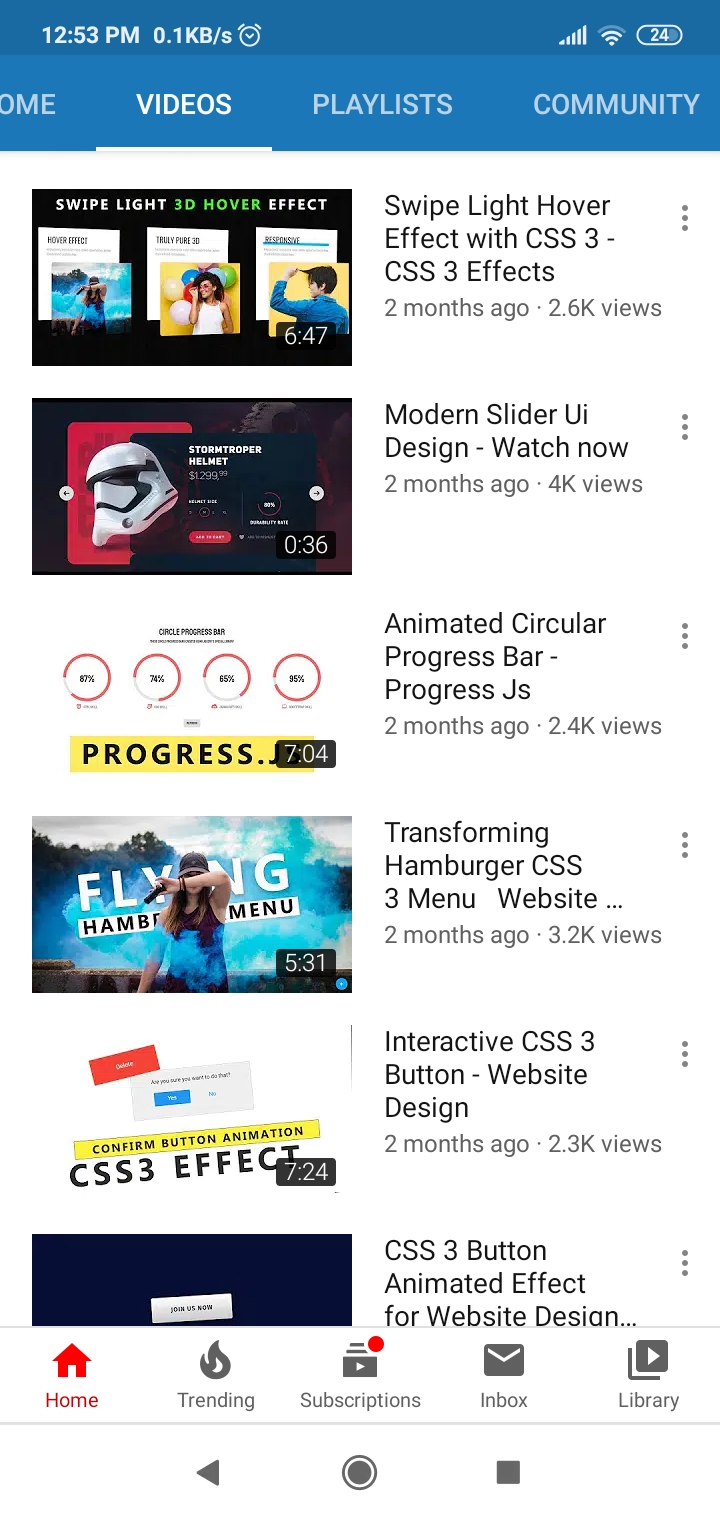 12:53 PM 0.1KB/s 24
OME VIDEOS PLAYLISTS COMMUNITY
SWIPE LIGHT 3D HOVER EFFECT
HOVER EFFECT TRULY PURE 3D RESPONSIVE
6:47
Swipe Light Hover
Effect with CSS 3 -
CSS 3 Effects
2 months ago · 2.6K views
STORMTROPER
HELMET
$1.299,99
HELMET SIZE
80%
DURABILITY RATE
ADD TO CART
0:36
Modern Slider Ui
Design - Watch now
2 months ago · 4K views
CIRCLE PROGRESS BAR
87% 74% 65% 95%
PROGRESS.J
7:04
Animated Circular
Progress Bar -
Progress Js
2 months ago · 2.4K views
FLY NG
HAMB MENU
5:31
Transforming
Hamburger CSS
3 Menu Website ...
2 months ago · 3.2K views
Delete
Are you sure you want to do that?
Yes No
CONFIRM BUTTON ANIMATION
CSS3 EFFECT
7:24
Interactive CSS 3
Button - Website
Design
2 months ago · 2.3K views
JOIN US NOW
CSS 3 Button
Animated Effect
for Website Design...
Home Trending Subscriptions Inbox Library